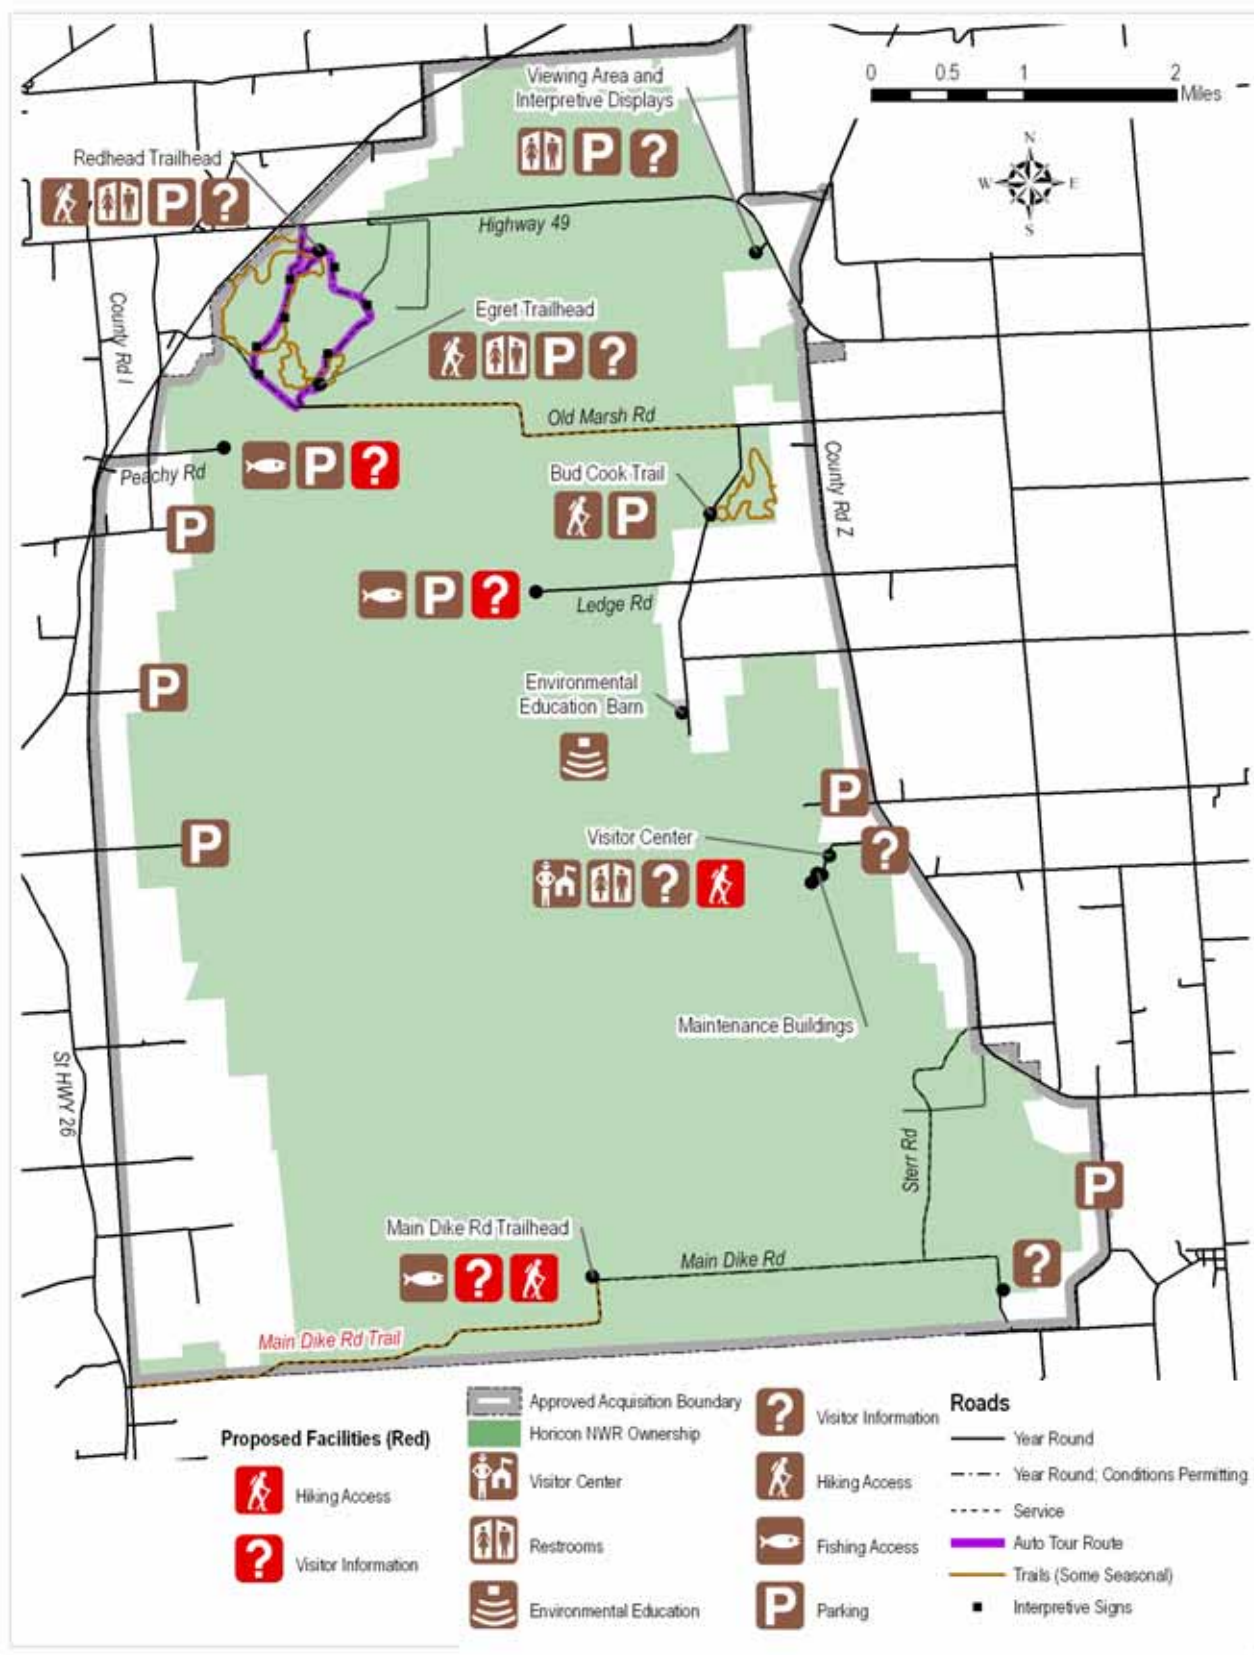 0 0.5 1 2
Miles
N
W E
S
Viewing Area and
Interpretive Displays
P ?
Redhead Trailhead
P ?
Highway 49
County Rd I
Egret Trailhead
P ?
Old Marsh Rd
Peachy Rd
P ?
Bud Cook Trail
P
County Rd Z
P
P ?
Ledge Rd
P
Environmental
Education Barn
P
Visitor Center
?
P
?
Maintenance Buildings
St HWY 26
Sterr Rd
P
Main Dike Rd Trailhead
?
Main Dike Rd
?
Main Dike Rd Trail
Proposed Facilities (Red)
Hiking Access
?
Visitor Information
Approved Acquisition Boundary
Horicon NWR Ownership
Visitor Center
Restrooms
Environmental Education
?
Visitor Information
Hiking Access
Fishing Access
P
Parking
Roads
Year Round
Year Round; Conditions Permitting
Service
Auto Tour Route
Trails (Some Seasonal)
Interpretive Signs